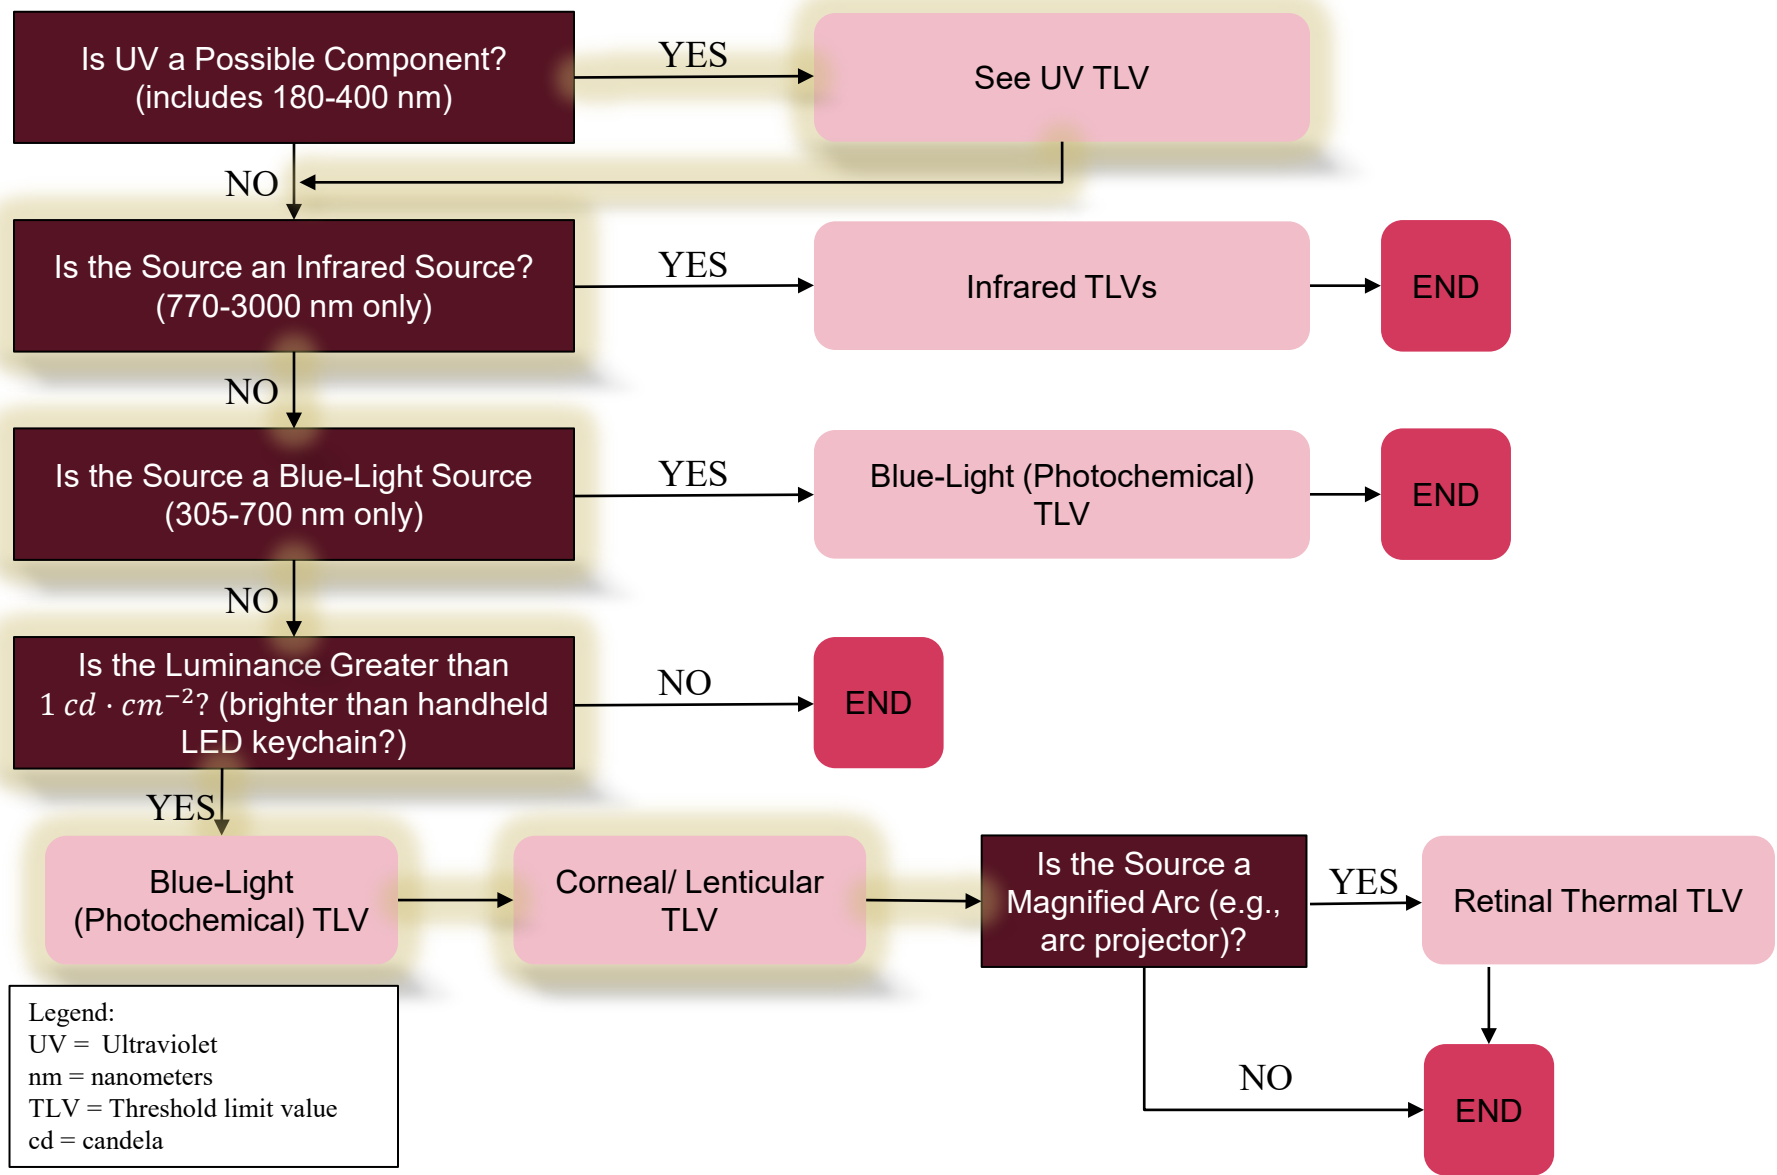 Is UV a Possible Component?
(includes 180-400 nm)
YES
See UV TLV
NO
Is the Source an Infrared Source?
(770-3000 nm only)
YES
Infrared TLVs
END
NO
Is the Source a Blue-Light Source
(305-700 nm only)
YES
Blue-Light (Photochemical)
TLV
END
NO
Is the Luminance Greater than
1 cd · cm⁻²? (brighter than handheld
LED keychain?)
NO
END
YES
Blue-Light
(Photochemical) TLV
Corneal/ Lenticular
TLV
Is the Source a
Magnified Arc (e.g.,
arc projector)?
YES
Retinal Thermal TLV
NO
END
Legend:
UV = Ultraviolet
nm = nanometers
TLV = Threshold limit value
cd = candela